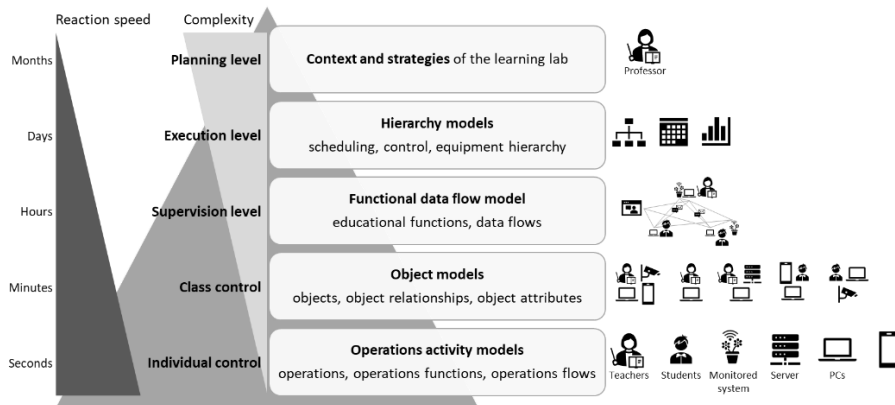 Reaction speed
Complexity
Months
Planning level
Context and strategies of the learning lab
Professor
Days
Execution level
Hierarchy models
scheduling, control, equipment hierarchy
Hours
Supervision level
Functional data flow model
educational functions, data flows
Minutes
Class control
Object models
objects, object relationships, object attributes
Seconds
Individual control
Operations activity models
operations, operations functions, operations flows
Teachers
Students
Monitored
system
Server
PCs